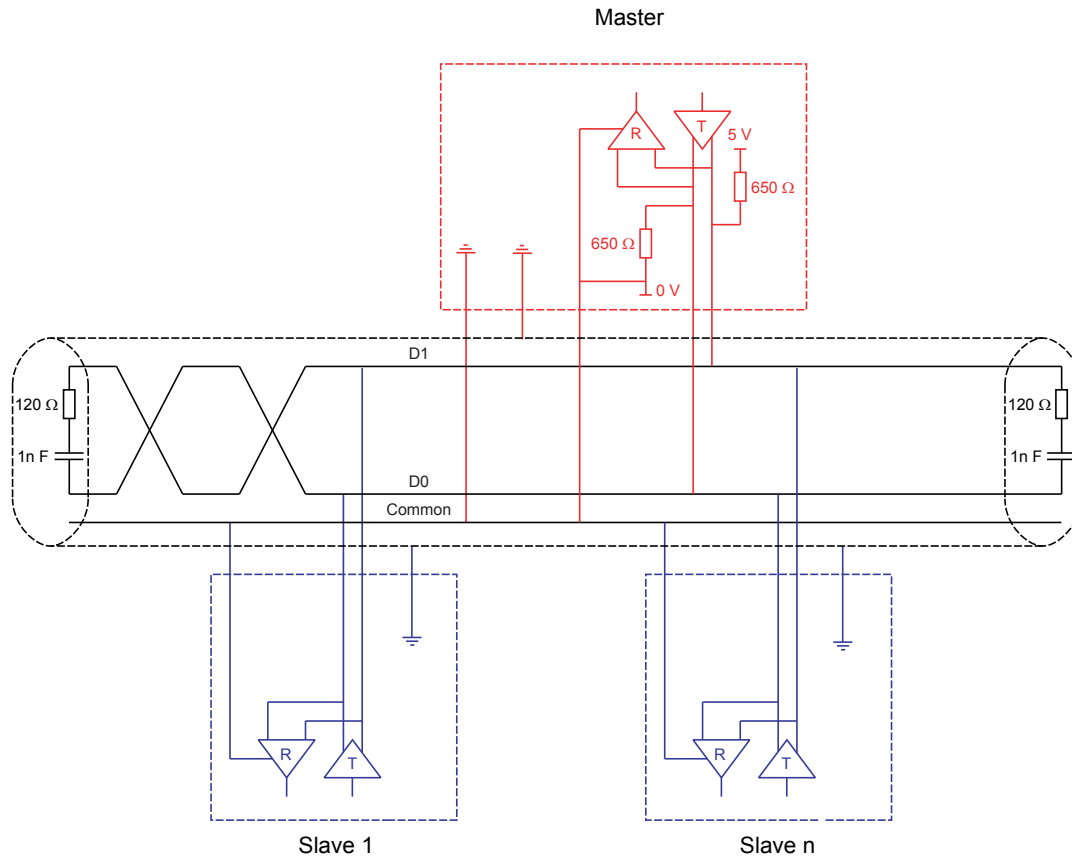 Master
R
T
5 V
650 Ω
650 Ω
0 V
D1
120 Ω
120 Ω
1n F
1n F
D0
Common
R
T
R
T
Slave 1
Slave n